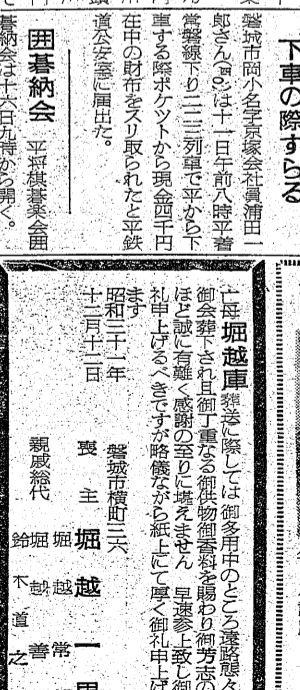 下車の際すらる
磐城市岡小名字京塚会社員蒲田一
郎さんは十一日午前八時平着
常磐線下り二二三列車で平から下
車する際ポケツトから現金四千円
在中の財布をスリ取られたと平鉄
道公安室に届出た。
囲碁納会 平将棋碁楽会囲
碁納会は十六日九時から開く。
亡母堀越庫葬送に際しては御多用中のところ遠路態々
御会葬下され且御丁重なる御供物御香料を賜わり御芳志の
ほど誠に有難く感謝の至りに堪えません 早速参上致し御
礼申上げるべきですが略儀ながら紙上にて厚く御礼申上げ
ます
昭和三十一年
十二月十二日
磐城市横町三六
喪主 堀越一
親戚総代 堀越常
堀越善
鈴木道之